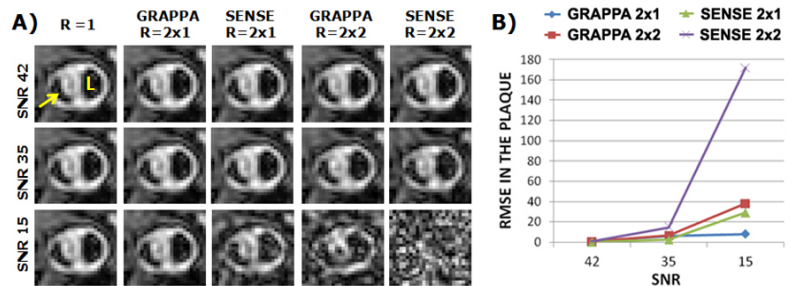 A)
R =1
GRAPPA
R=2x1
SENSE
R=2x1
GRAPPA
R=2x2
SENSE
R=2x2
SNR 42
L
SNR 35
SNR 15
B)
GRAPPA 2x1
SENSE 2x1
GRAPPA 2x2
SENSE 2x2
RMSE IN THE PLAQUE
180
160
140
120
100
80
60
40
20
0
42
35
15
SNR